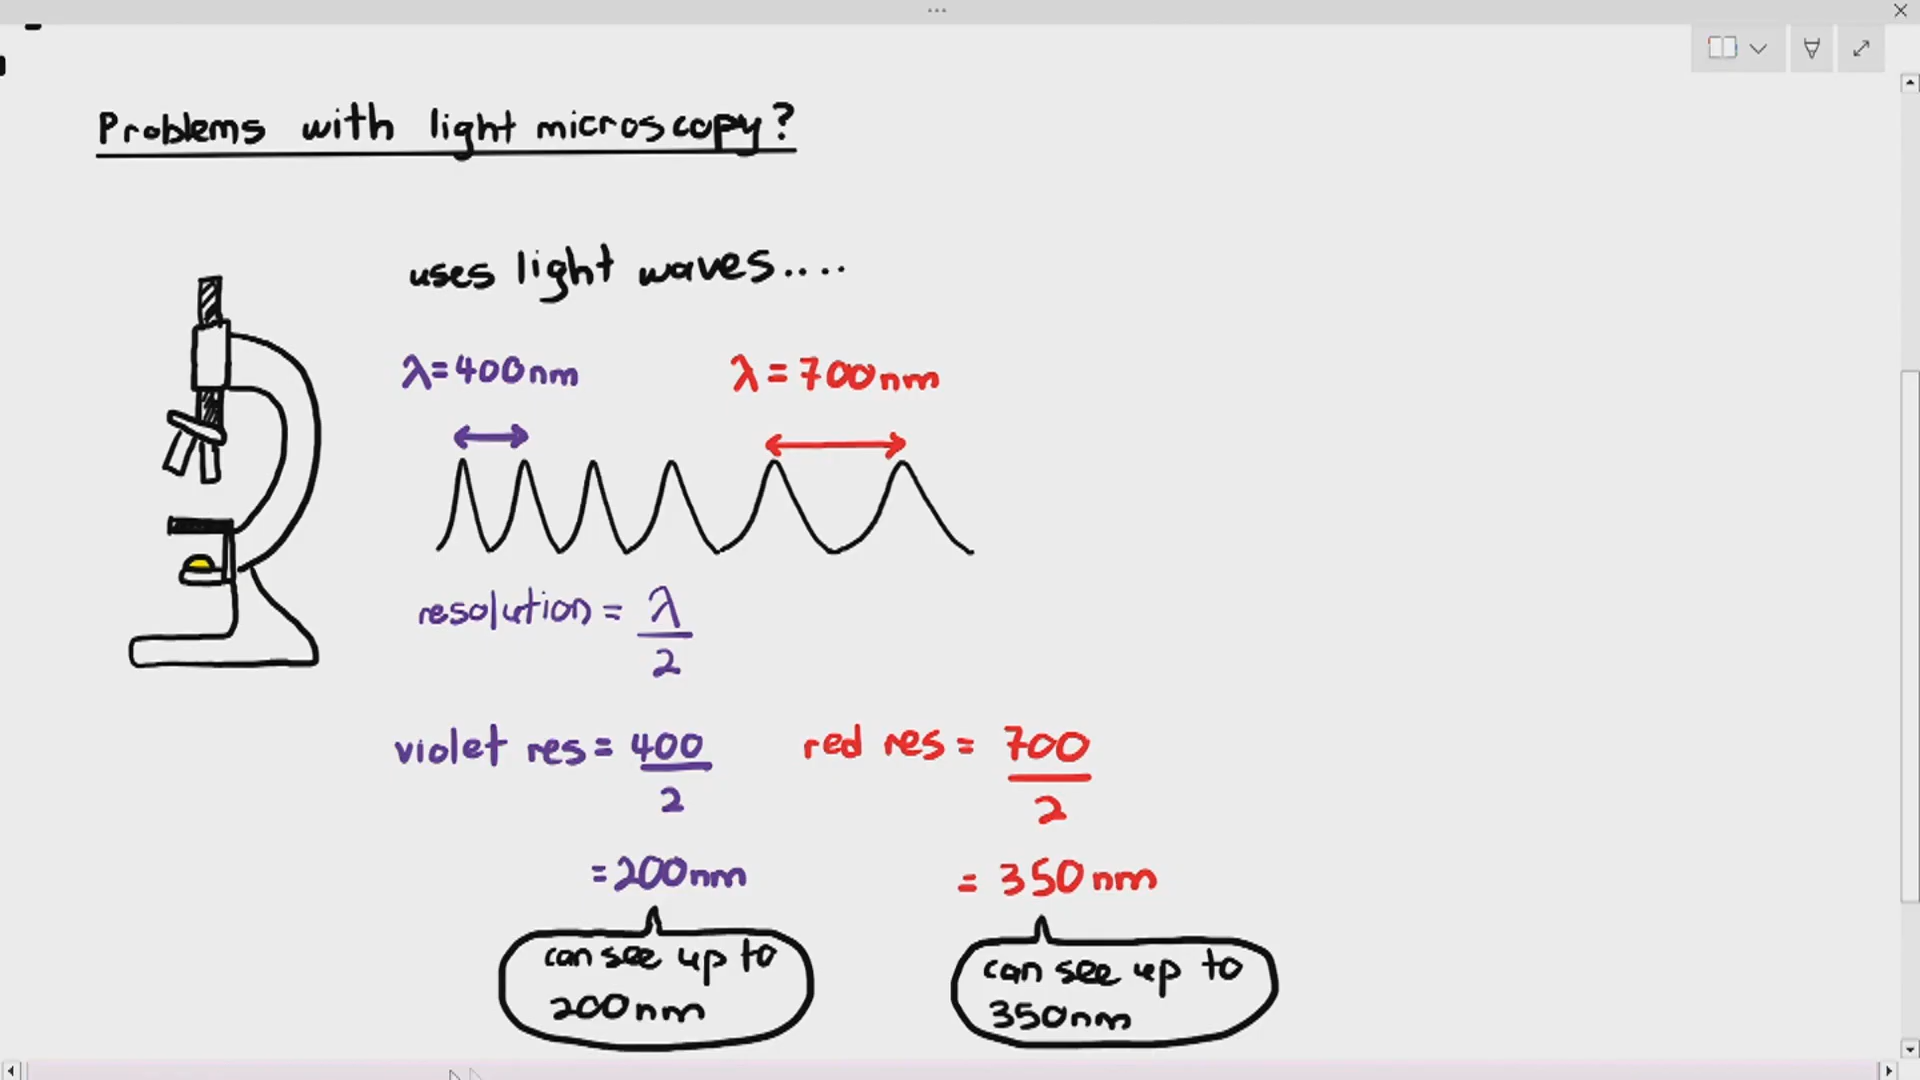 Problems with light microscopy?
uses light waves....
λ=400nm
λ = 700nm
resolution = λ/2
violet res = 400/2
red res = 700/2
= 200nm
= 350nm
can see up to
200nm
can see up to
350nm